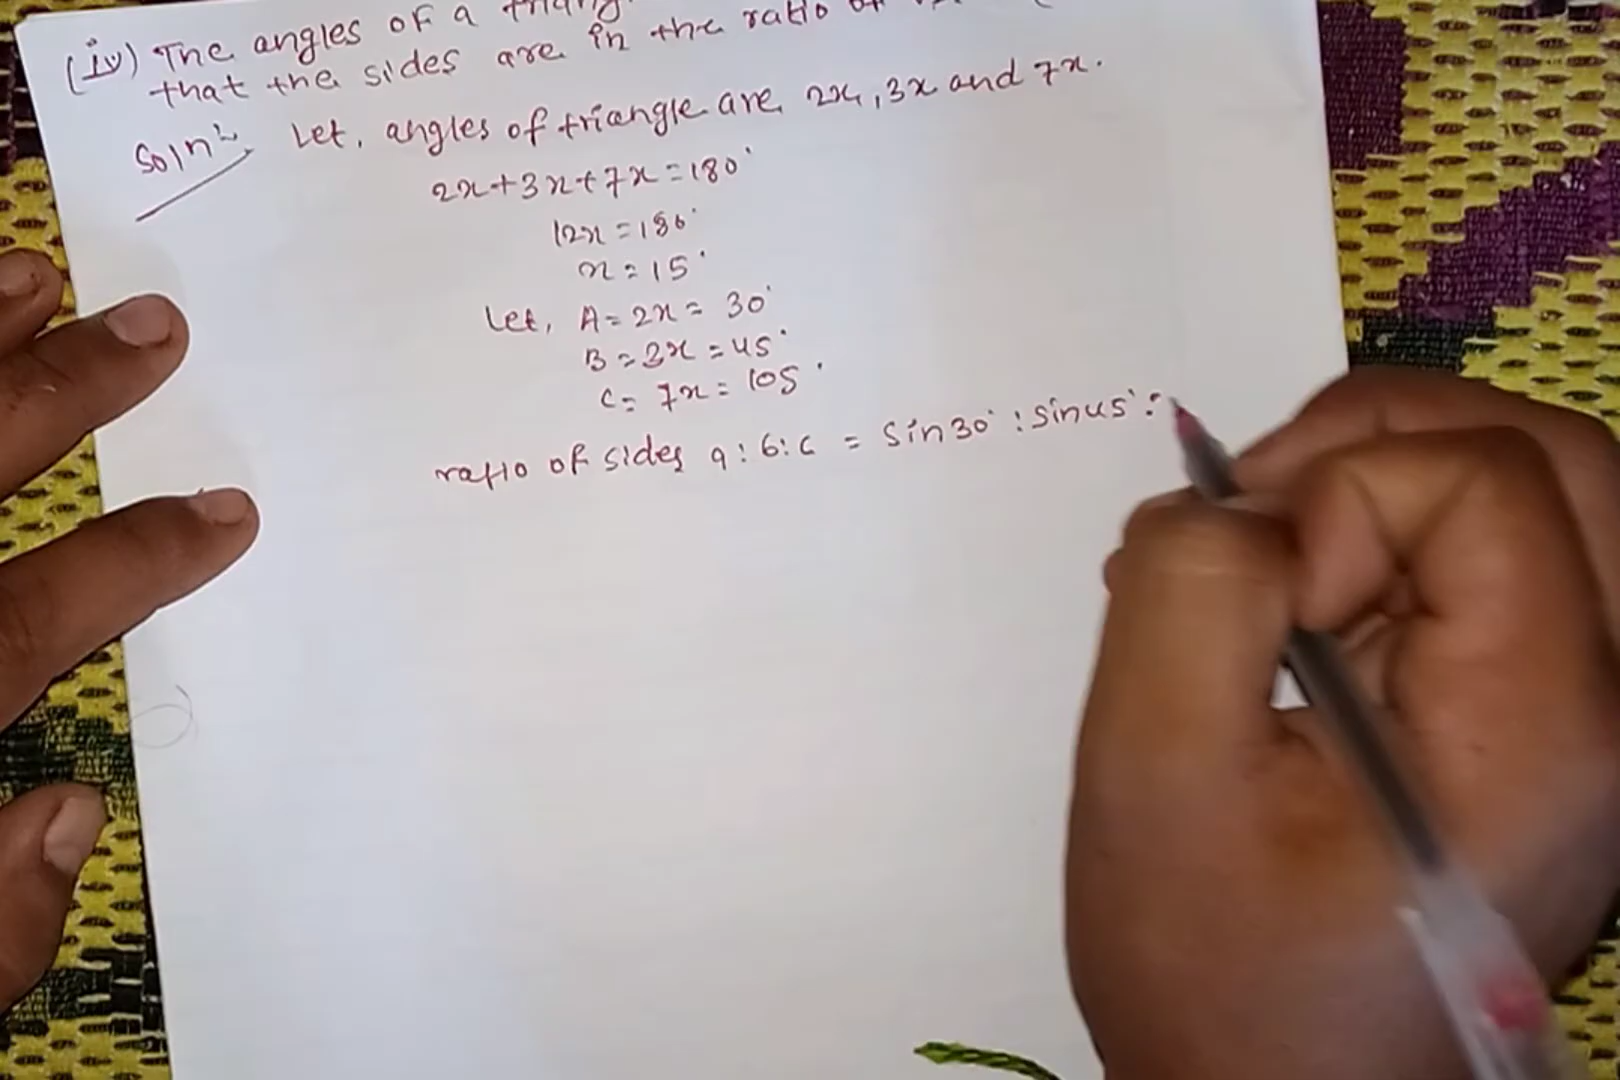 (iv) The angles of a
that the sides are in the ratio of
Soln: Let, angles of triangle are 2x, 3x and 7x.
2x+3x+7x=180°
12x=180°
x=15°
Let, A=2x= 30°
B=3x=45°
C= 7x= 105°
ratio of sides a:b:c = sin30° : sin45° :